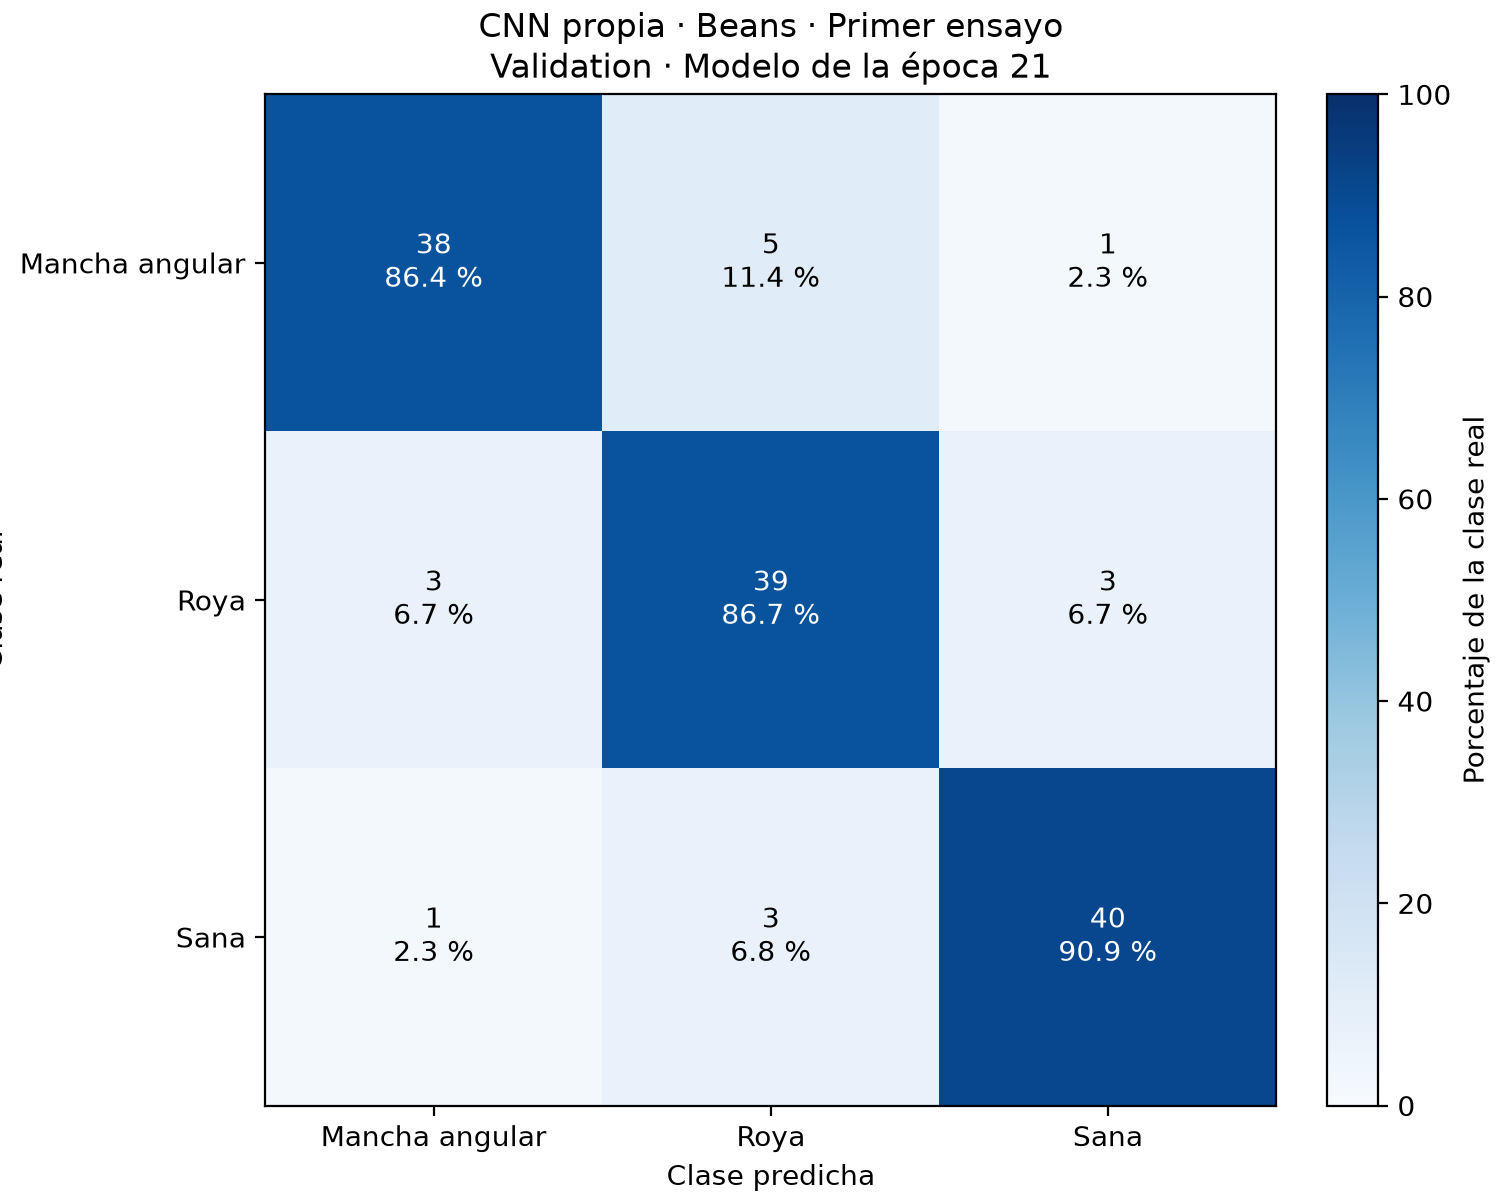 CNN propia · Beans · Primer ensayo
Validation · Modelo de la época 21
Mancha angular
38
86.4 %
5
11.4 %
1
2.3 %
Roya
3
6.7 %
39
86.7 %
3
6.7 %
Sana
1
2.3 %
3
6.8 %
40
90.9 %
Mancha angular
Roya
Sana
Clase predicha
100
80
60
40
20
0
Porcentaje de la clase real